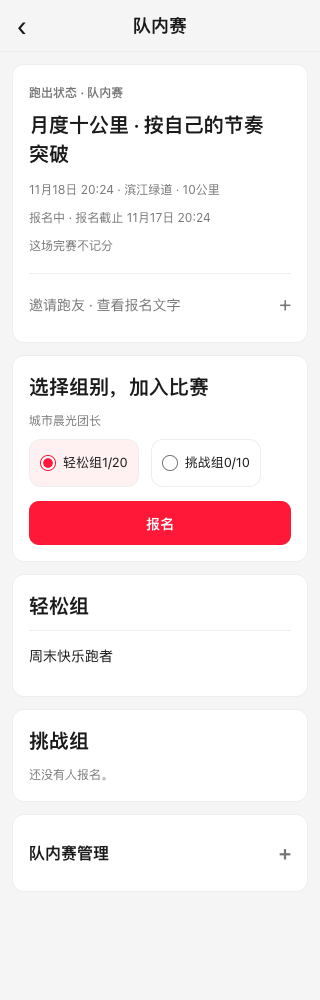 ‹ 队内赛
跑出状态 · 队内赛
月度十公里 · 按自己的节奏
突破
11月18日 20:24 · 滨江绿道 · 10公里
报名中 · 报名截止 11月17日 20:24
这场完赛不记分
邀请跑友 · 查看报名文字 +
选择组别，加入比赛
城市晨光团长
轻松组1/20 挑战组0/10
报名
轻松组
周末快乐跑者
挑战组
还没有人报名。
队内赛管理 +